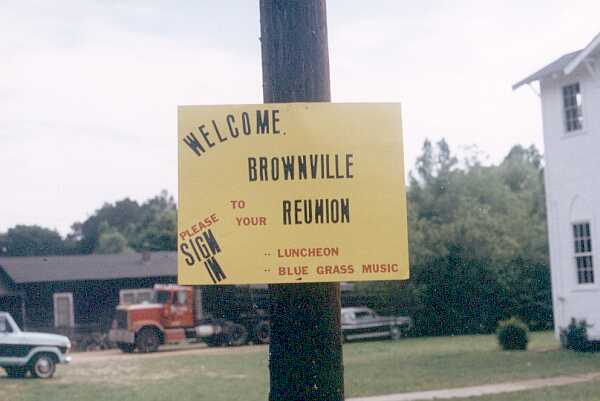 WELCOME.
BROWNVILLE
TO YOUR REUNION
PLEASE
SIGN
IN
.. LUNCHEON
.. BLUE GRASS MUSIC